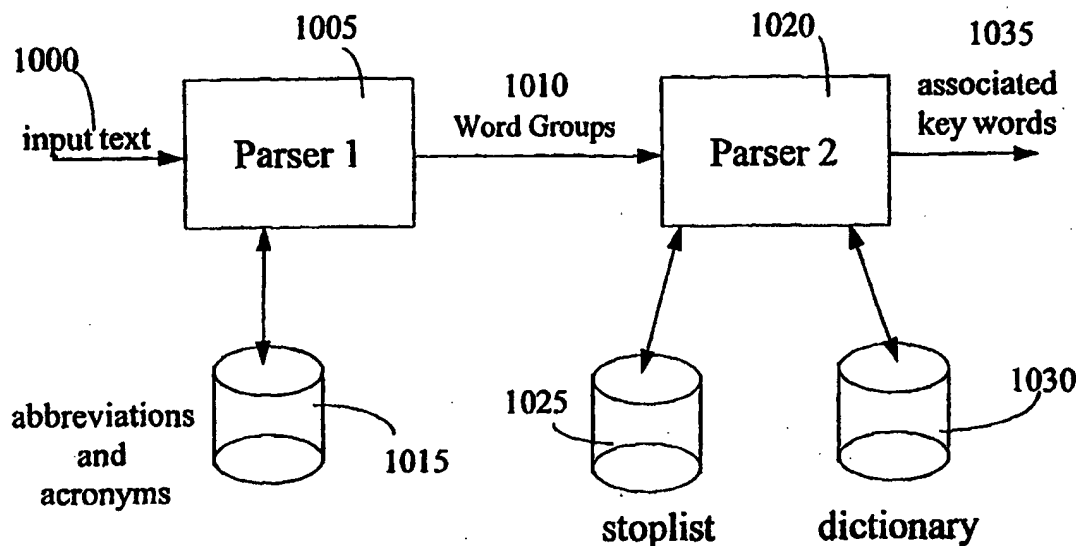 1000
input text
1005
Parser 1
1010
Word Groups
1020
Parser 2
1035
associated
key words
abbreviations
and
acronyms
1015
1025
stoplist
1030
dictionary